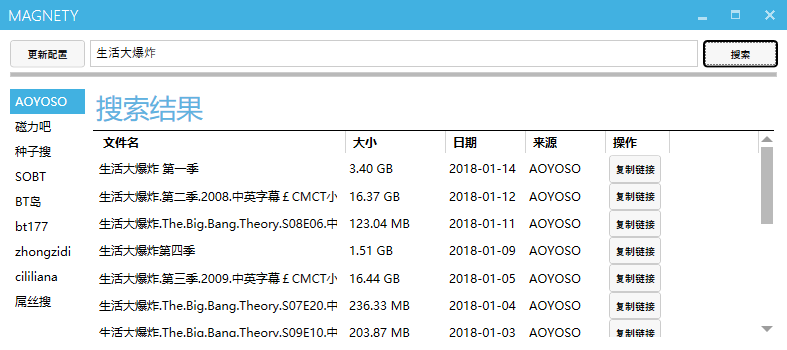 MAGNETY
更新配置 生活大爆炸 搜索
AOYOSO
磁力吧
种子搜
SOBT
BT岛
bt177
zhongzidi
cililiana
屌丝搜
搜索结果
文件名 大小 日期 来源 操作
生活大爆炸 第一季 3.40 GB 2018-01-14 AOYOSO 复制链接
生活大爆炸.第二季.2008.中英字幕￡CMCT小 16.37 GB 2018-01-12 AOYOSO 复制链接
生活大爆炸.The.Big.Bang.Theory.S08E06.中 123.04 MB 2018-01-11 AOYOSO 复制链接
生活大爆炸第四季 1.51 GB 2018-01-09 AOYOSO 复制链接
生活大爆炸.第三季.2009.中英字幕￡CMCT小 16.44 GB 2018-01-05 AOYOSO 复制链接
生活大爆炸.The.Big.Bang.Theory.S07E20.中 236.33 MB 2018-01-04 AOYOSO 复制链接
生活大爆炸.The.Big.Bang.Theory.S09E10.中 203.87 MB 2018-01-03 AOYOSO 复制链接